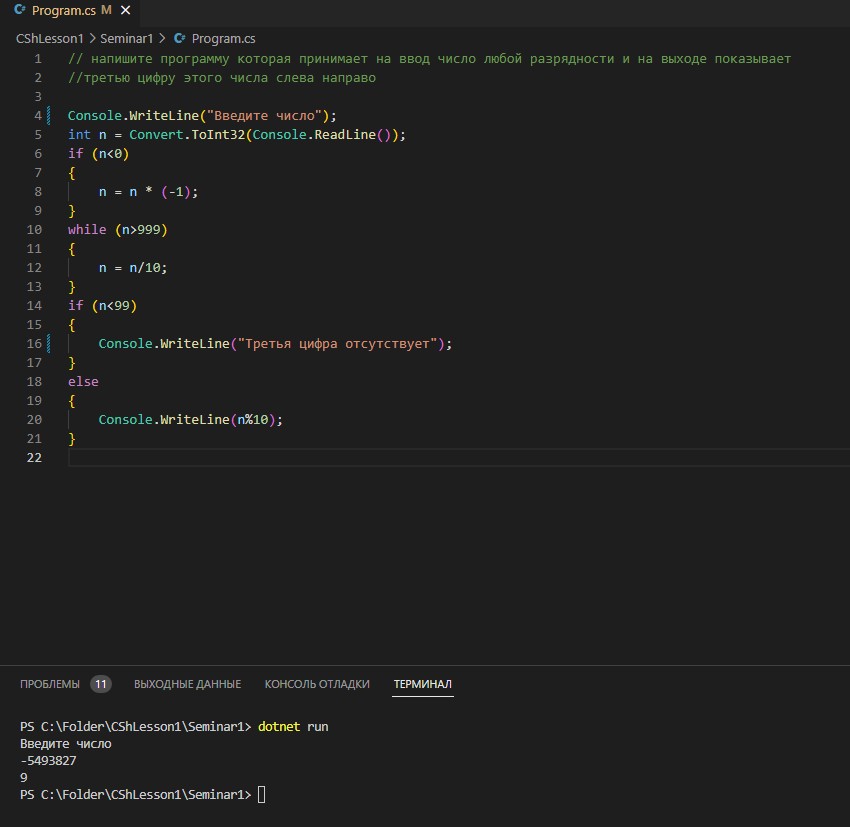 C# Program.cs M ×
CShLesson1 > Seminar1 > C# Program.cs
1 // напишите программу которая принимает на ввод число любой разрядности и на выходе показывает
2 //третью цифру этого числа слева направо
3
4 Console.WriteLine("Введите число");
5 int n = Convert.ToInt32(Console.ReadLine());
6 if (n<0)
7 {
8     n = n * (-1);
9 }
10 while (n>999)
11 {
12     n = n/10;
13 }
14 if (n<99)
15 {
16     Console.WriteLine("Третья цифра отсутствует");
17 }
18 else
19 {
20     Console.WriteLine(n%10);
21 }
22
ПРОБЛЕМЫ 11 ВЫХОДНЫЕ ДАННЫЕ КОНСОЛЬ ОТЛАДКИ ТЕРМИНАЛ
PS C:\Folder\CShLesson1\Seminar1> dotnet run
Введите число
-5493827
9
PS C:\Folder\CShLesson1\Seminar1>